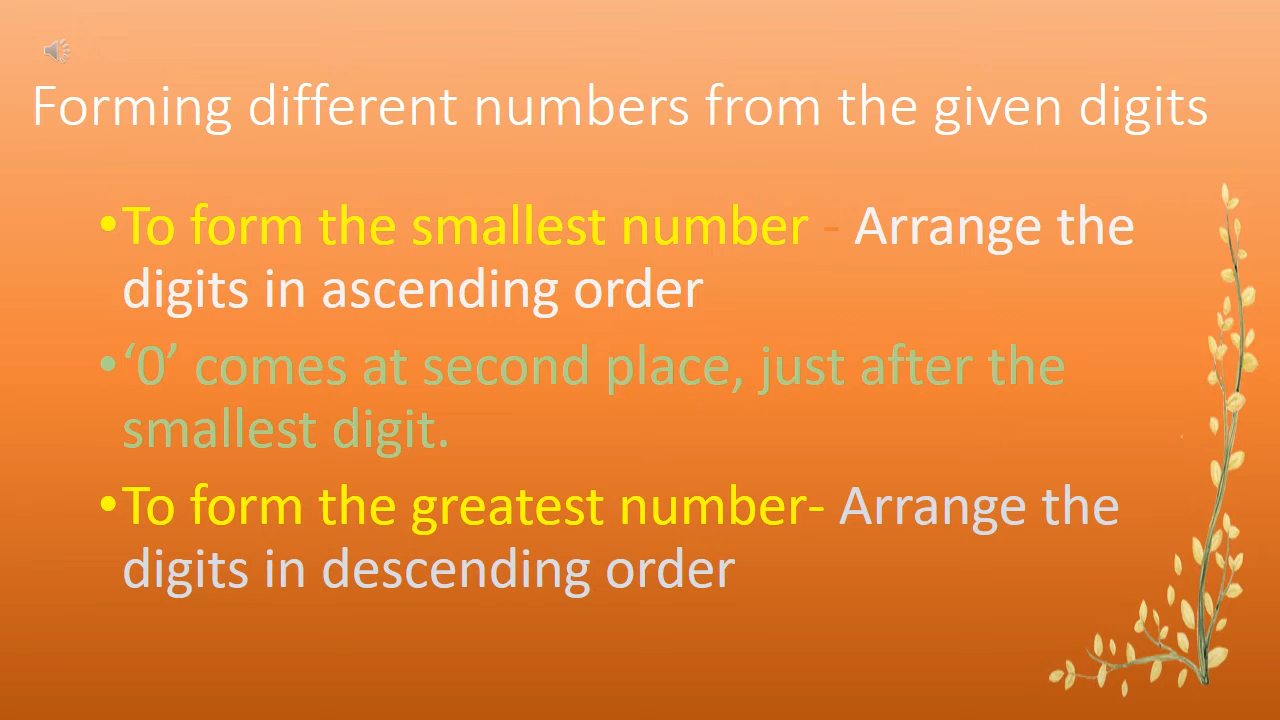 Forming different numbers from the given digits
•To form the smallest number - Arrange the
digits in ascending order
•‘0’ comes at second place, just after the
smallest digit.
•To form the greatest number- Arrange the
digits in descending order